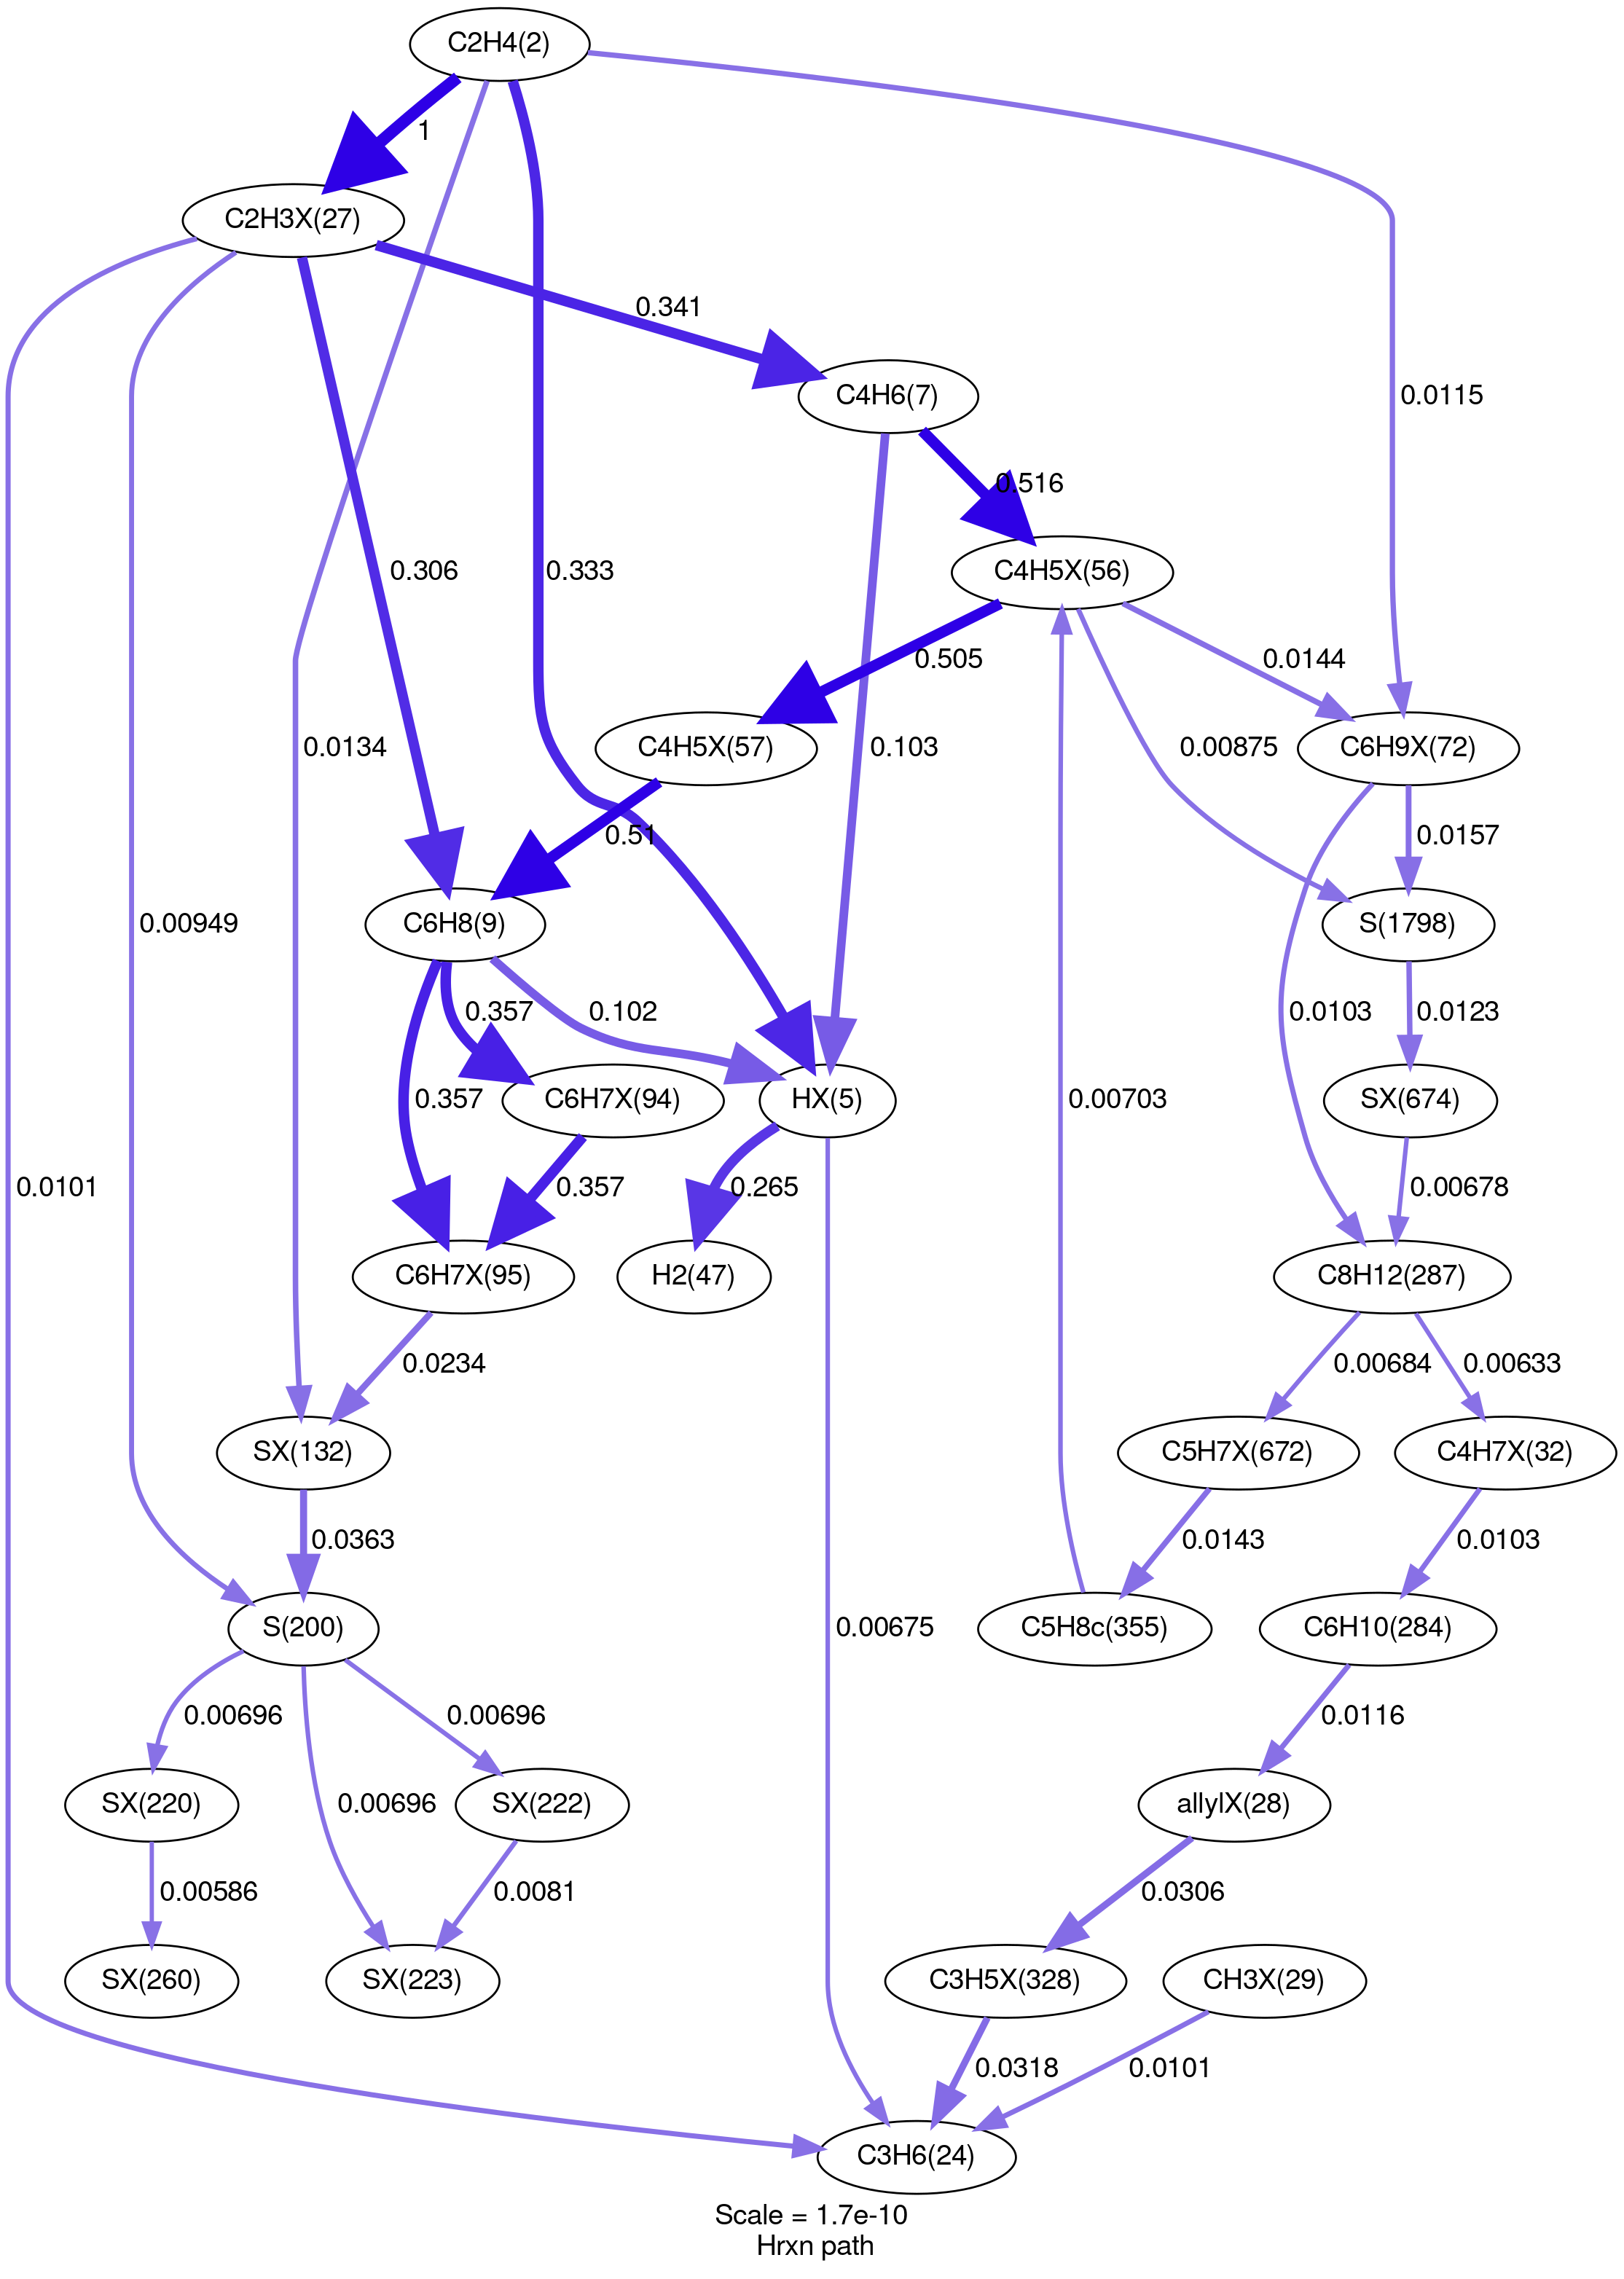 C2H4(2)
1
C2H3X(27)
0.341
C4H6(7)
0.0115
0.516
0.306
0.333
C4H5X(56)
0.505
0.0144
0.0134
C4H5X(57)
0.103
0.00875
C6H9X(72)
0.51
0.0157
0.00949
C6H8(9)
S(1798)
0.357
0.102
0.0103
0.0123
0.357
C6H7X(94)
HX(5)
0.00703
SX(674)
0.0101
0.357
0.265
0.00678
C6H7X(95)
H2(47)
C8H12(287)
0.0234
0.00684
0.00633
SX(132)
C5H7X(672)
C4H7X(32)
0.0363
0.0143
0.0103
S(200)
0.00675
C5H8c(355)
C6H10(284)
0.00696
0.00696
0.0116
SX(220)
0.00696
SX(222)
allylX(28)
0.00586
0.0081
0.0306
SX(260)
SX(223)
C3H5X(328)
CH3X(29)
0.0318
0.0101
C3H6(24)
Scale = 1.7e-10
Hrxn path